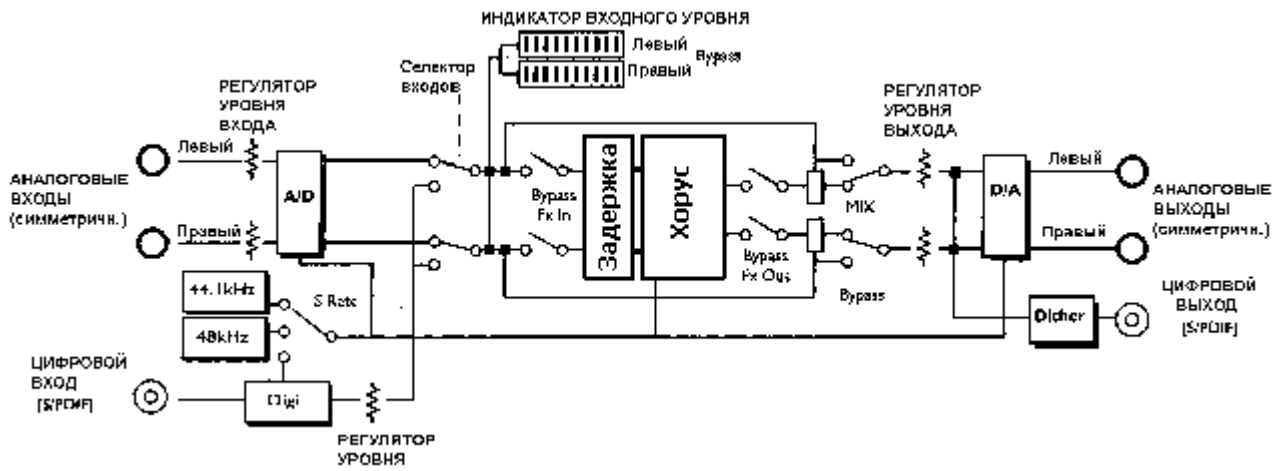 ИНДИКАТОР ВХОДНОГО УРОВНЯ
Левый
Правый
Bypass
Селектор
входов
РЕГУЛЯТОР
УРОВНЯ
ВХОДА
РЕГУЛЯТОР
УРОВНЯ
ВЫХОДА
Левый
A/D
АНАЛОГОВЫЕ
ВХОДЫ
(симметричн.)
Правый
Bypass
Fx In
Задержка
Хорус
Bypass
Fx Out
MIX
Bypass
D/A
Левый
Правый
АНАЛОГОВЫЕ
ВЫХОДЫ
(симметричн.)
44.1kHz
48kHz
S Rate
ЦИФРОВОЙ
ВХОД
[S/PDIF]
Digi
РЕГУЛЯТОР
УРОВНЯ
Dither
ЦИФРОВОЙ
ВЫХОД
[S/PDIF]